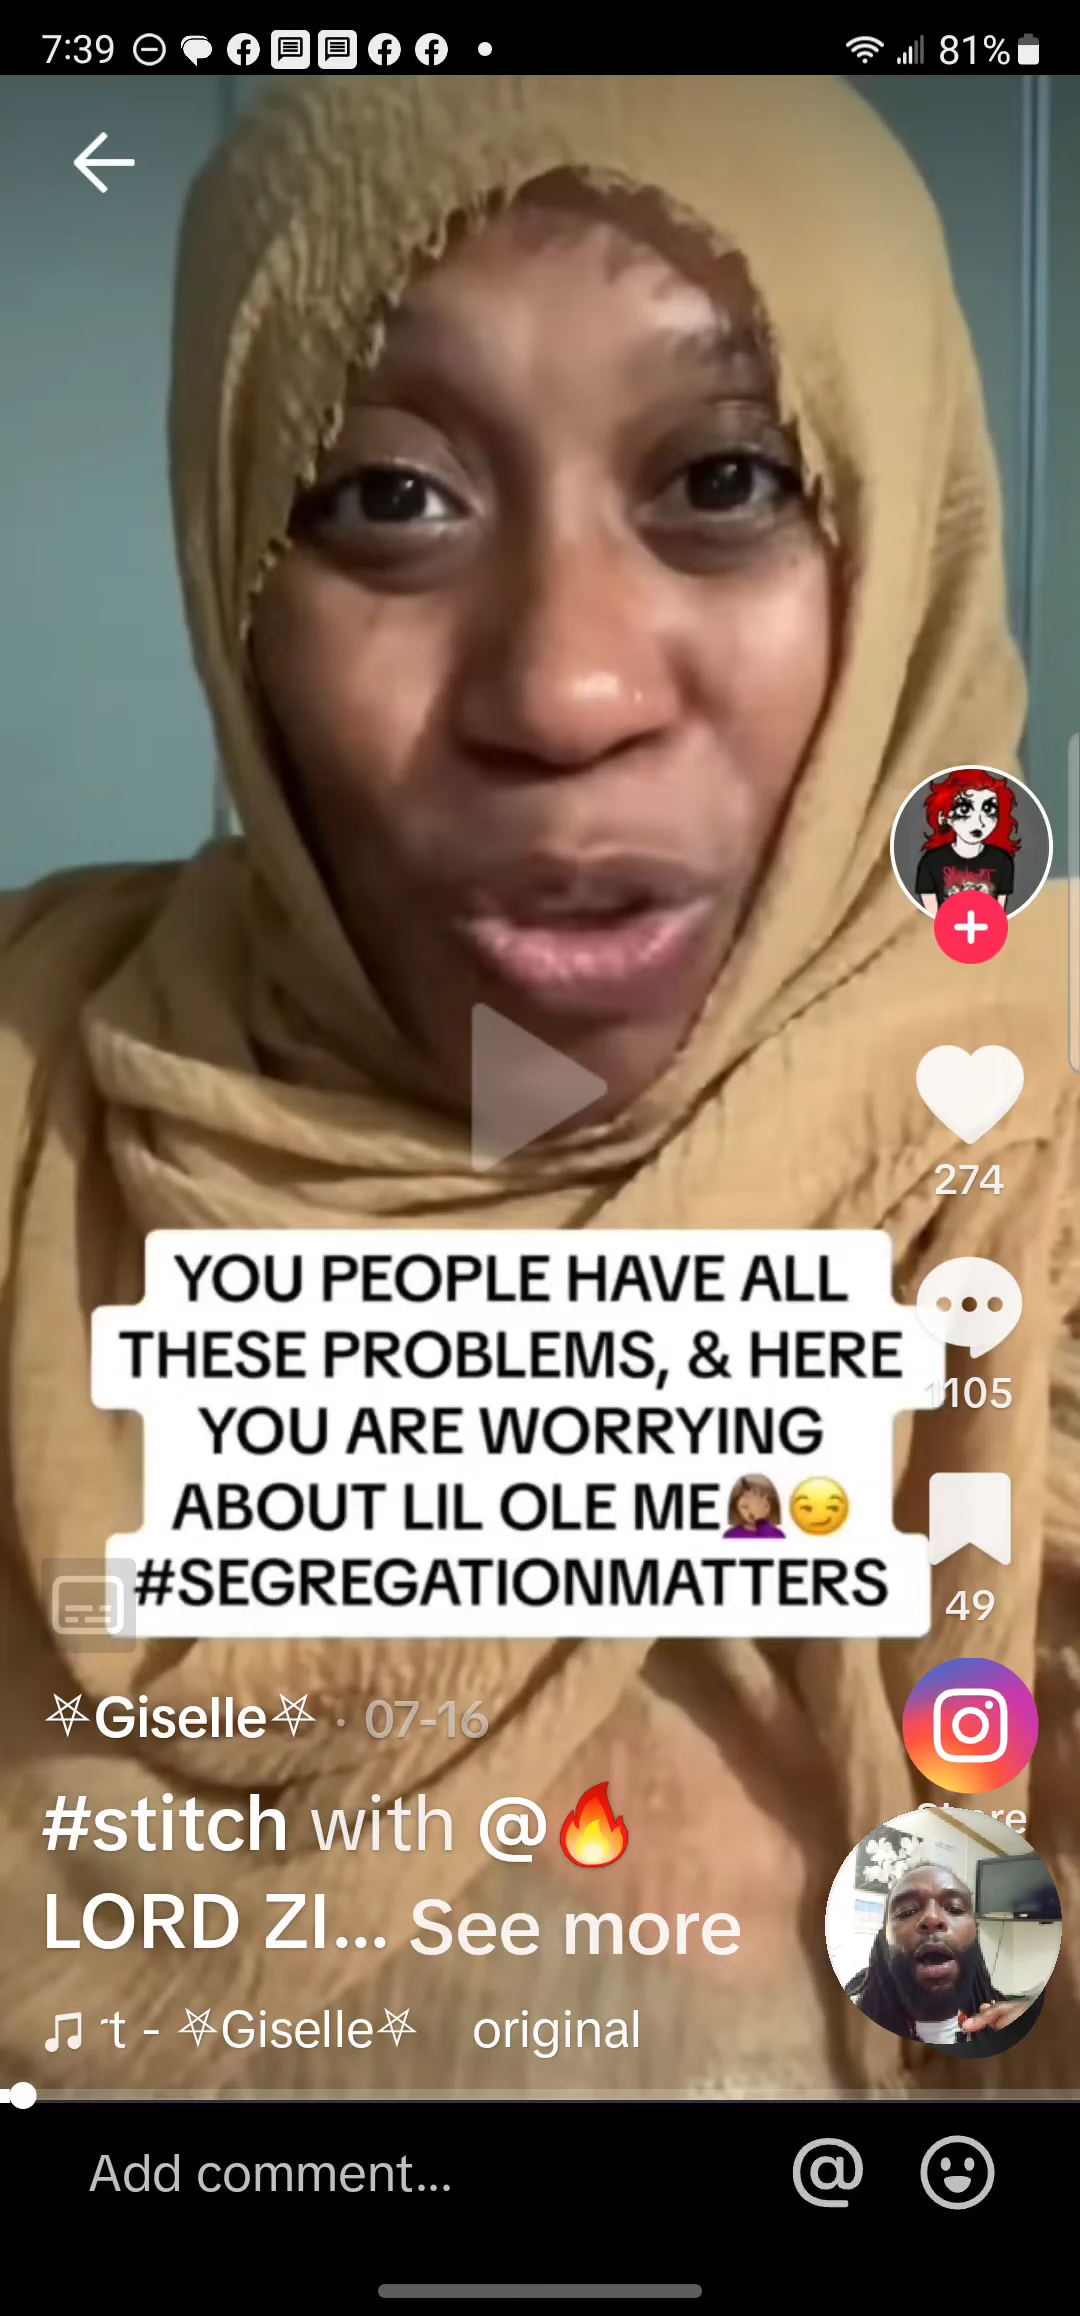 7:39
81%
YOU PEOPLE HAVE ALL
THESE PROBLEMS, & HERE
YOU ARE WORRYING
ABOUT LIL OLE ME🤦🏽‍♀️😏
#SEGREGATIONMATTERS
274
1105
49
⛧Giselle⛧ · 07-16
#stitch with @🔥
LORD ZI... See more
t - ⛧Giselle⛧ original
Add comment...